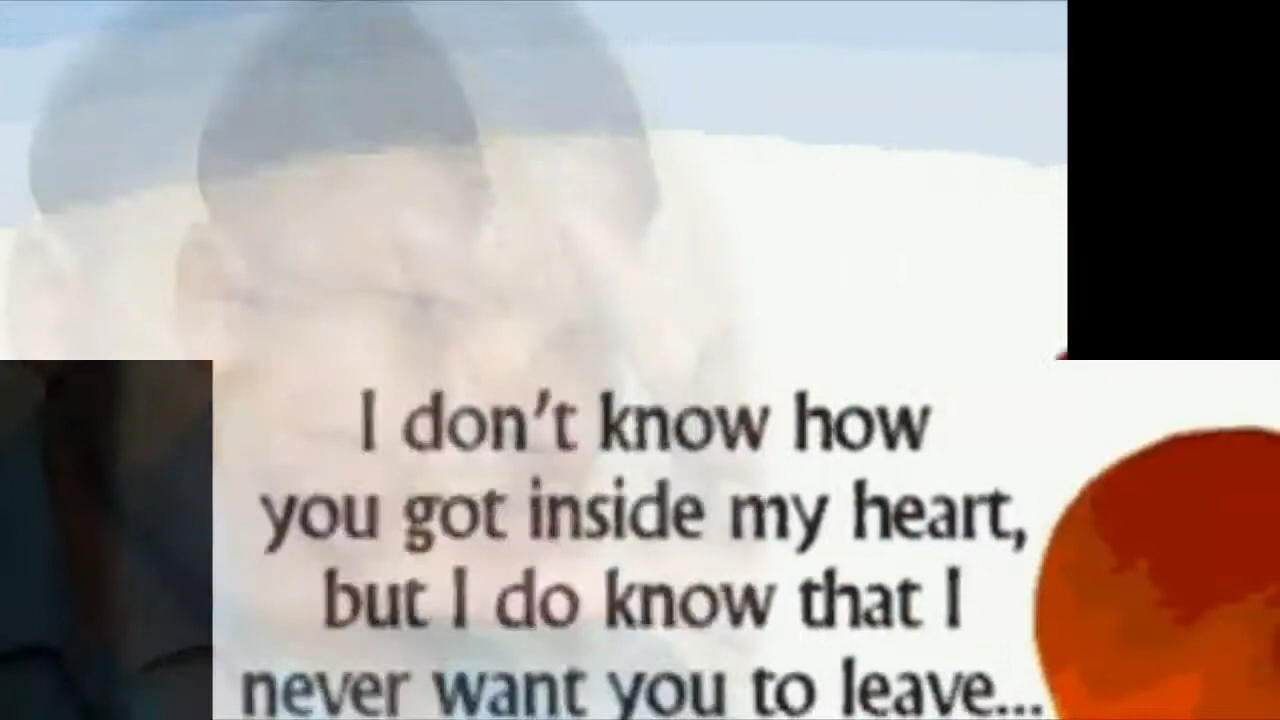 I don't know how
you got inside my heart,
but I do know that I
never want you to leave...